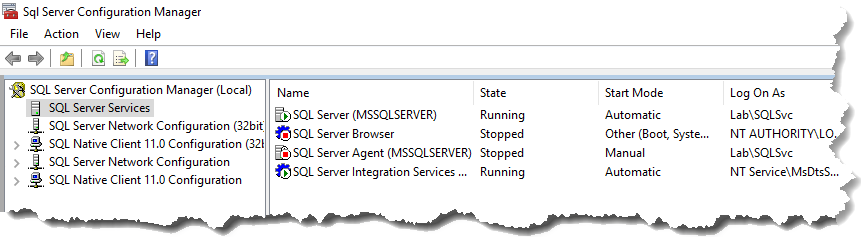 Sql Server Configuration Manager
File Action View Help
SQL Server Configuration Manager (Local)
SQL Server Services
SQL Server Network Configuration (32bit
SQL Native Client 11.0 Configuration (32
SQL Server Network Configuration
SQL Native Client 11.0 Configuration
Name State Start Mode Log On As
SQL Server (MSSQLSERVER) Running Automatic Lab\SQLSvc
SQL Server Browser Stopped Other (Boot, Syste... NT AUTHORITY\LO...
SQL Server Agent (MSSQLSERVER) Stopped Manual Lab\SQLSvc
SQL Server Integration Services ... Running Automatic NT Service\MsDtsS...